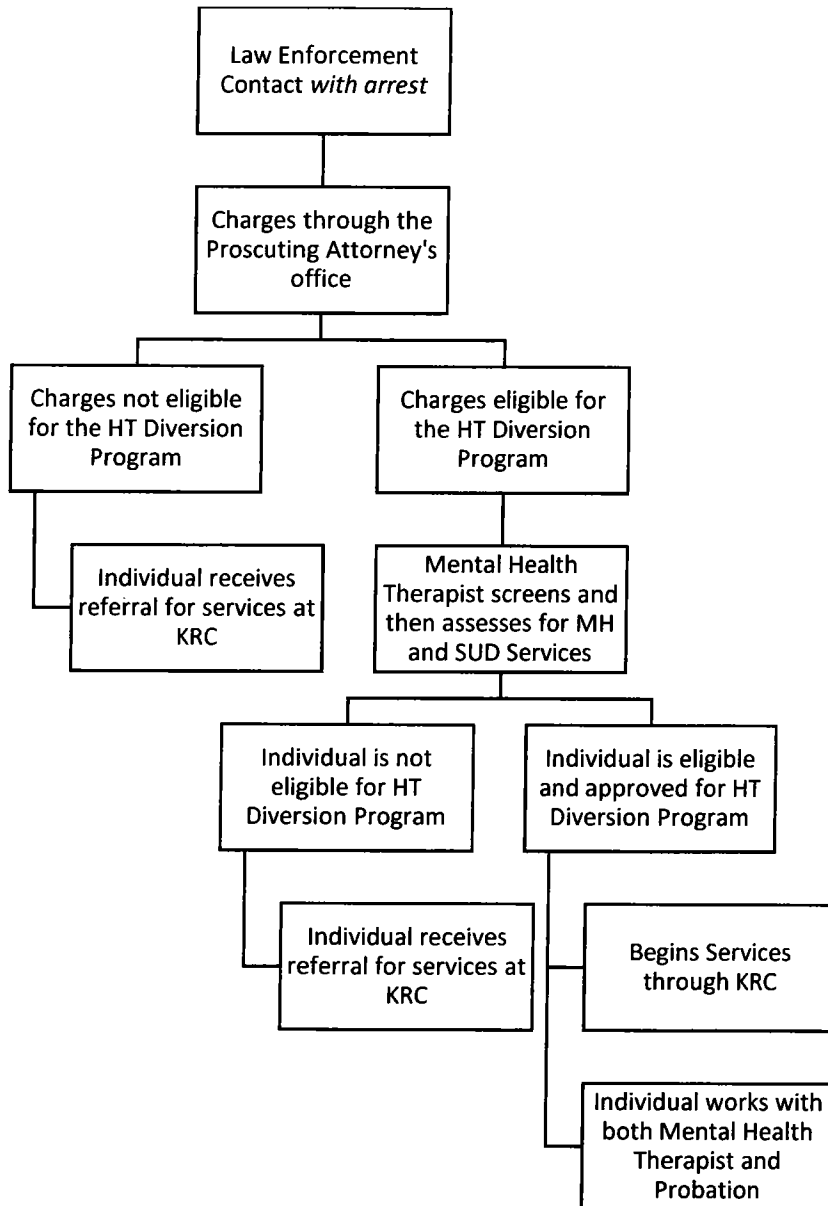 Law Enforcement
Contact with arrest
Charges through the
Proscuting Attorney's
office
Charges not eligible
for the HT Diversion
Program
Charges eligible for
the HT Diversion
Program
Individual receives
referral for services at
KRC
Mental Health
Therapist screens and
then assesses for MH
and SUD Services
Individual is not
eligible for HT
Diversion Program
Individual is eligible
and approved for HT
Diversion Program
Individual receives
referral for services at
KRC
Begins Services
through KRC
Individual works with
both Mental Health
Therapist and
Probation